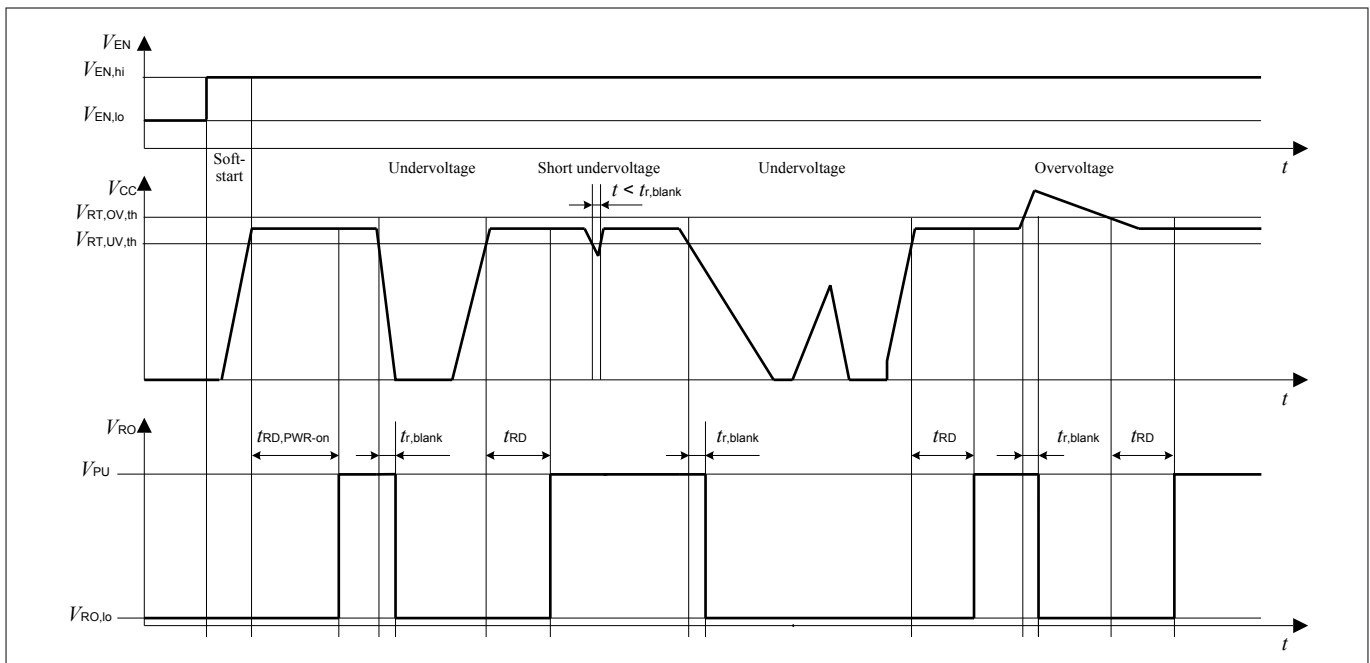 VEN
VEN,hi
VEN,lo
t
Soft-
start
Undervoltage
Short undervoltage
Undervoltage
Overvoltage
VCC
t < tr,blank
VRT,OV,th
VRT,UV,th
t
VRO
tRD,PWR-on
tr,blank
tRD
tr,blank
tRD
tr,blank
tRD
VPU
VRO,lo
t